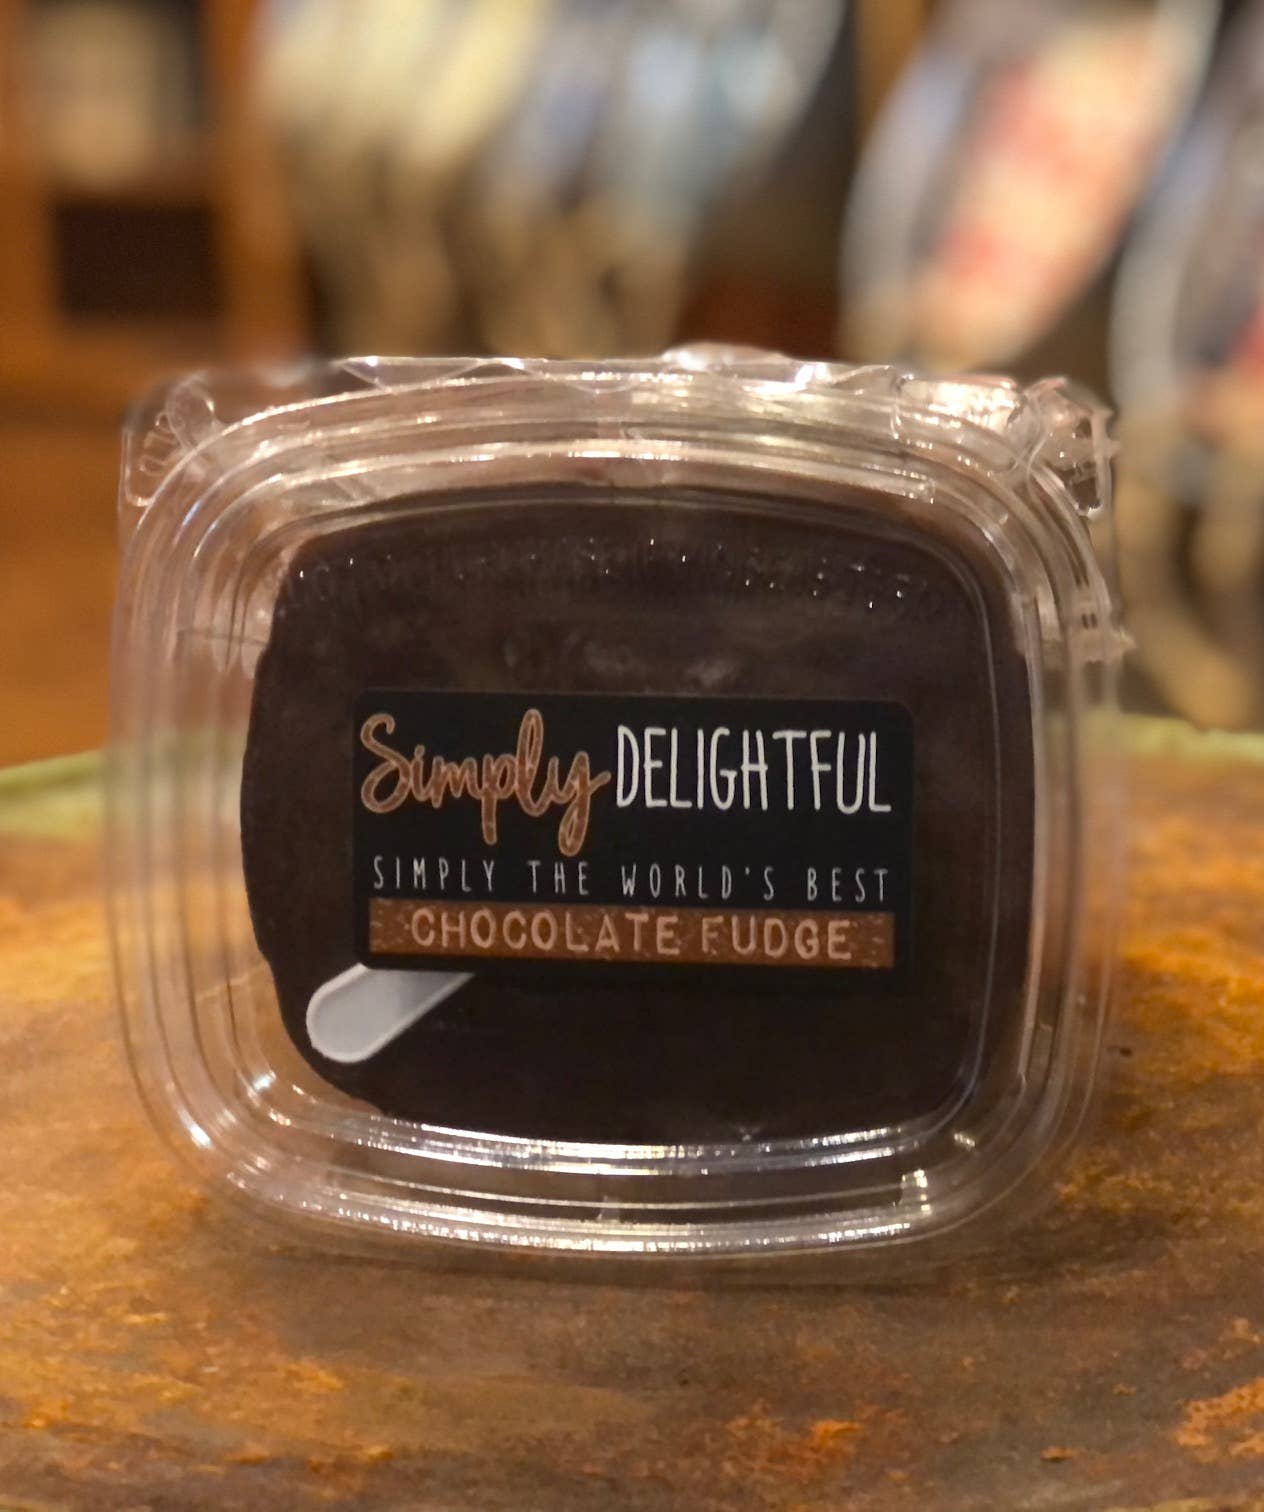 Simply DELIGHTFUL
SIMPLY THE WORLD'S BEST
CHOCOLATE FUDGE